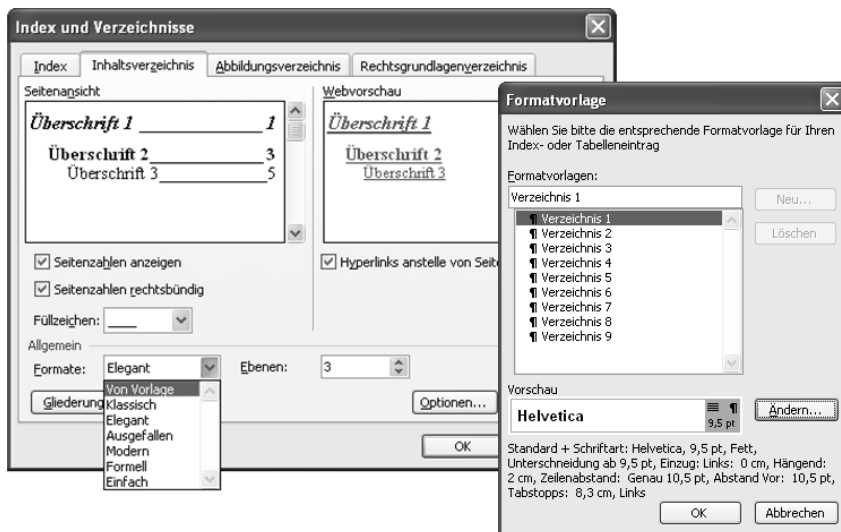 Index und Verzeichnisse
Index
Inhaltsverzeichnis
Abbildungsverzeichnis
Rechtsgrundlagenverzeichnis
Seitenansicht
Überschrift 1 1
Überschrift 2 3
Überschrift 3 5
Webvorschau
Überschrift 1
Überschrift 2
Überschrift 3
Seitenzahlen anzeigen
Seitenzahlen rechtsbündig
Hyperlinks anstelle von
Füllzeichen:
Allgemein
Formate: Elegant
Ebenen: 3
Von Vorlage
Klassisch
Elegant
Ausgefallen
Modern
Formell
Einfach
Optionen...
OK
Formatvorlage
Wählen Sie bitte die entsprechende Formatvorlage für Ihren
Index- oder Tabelleneintrag
Formatvorlagen:
Verzeichnis 1
Neu...
Löschen
¶ Verzeichnis 1
¶ Verzeichnis 2
¶ Verzeichnis 3
¶ Verzeichnis 4
¶ Verzeichnis 5
¶ Verzeichnis 6
¶ Verzeichnis 7
¶ Verzeichnis 8
¶ Verzeichnis 9
Vorschau
Helvetica
¶
9,5 pt
Ändern...
Standard + Schriftart: Helvetica, 9,5 pt, Fett,
Unterschneidung ab 9,5 pt, Einzug: Links: 0 cm, Hängend:
2 cm, Zeilenabstand: Genau 10,5 pt, Abstand Vor: 10,5 pt,
Tabstopps: 8,3 cm, Links
OK
Abbrechen